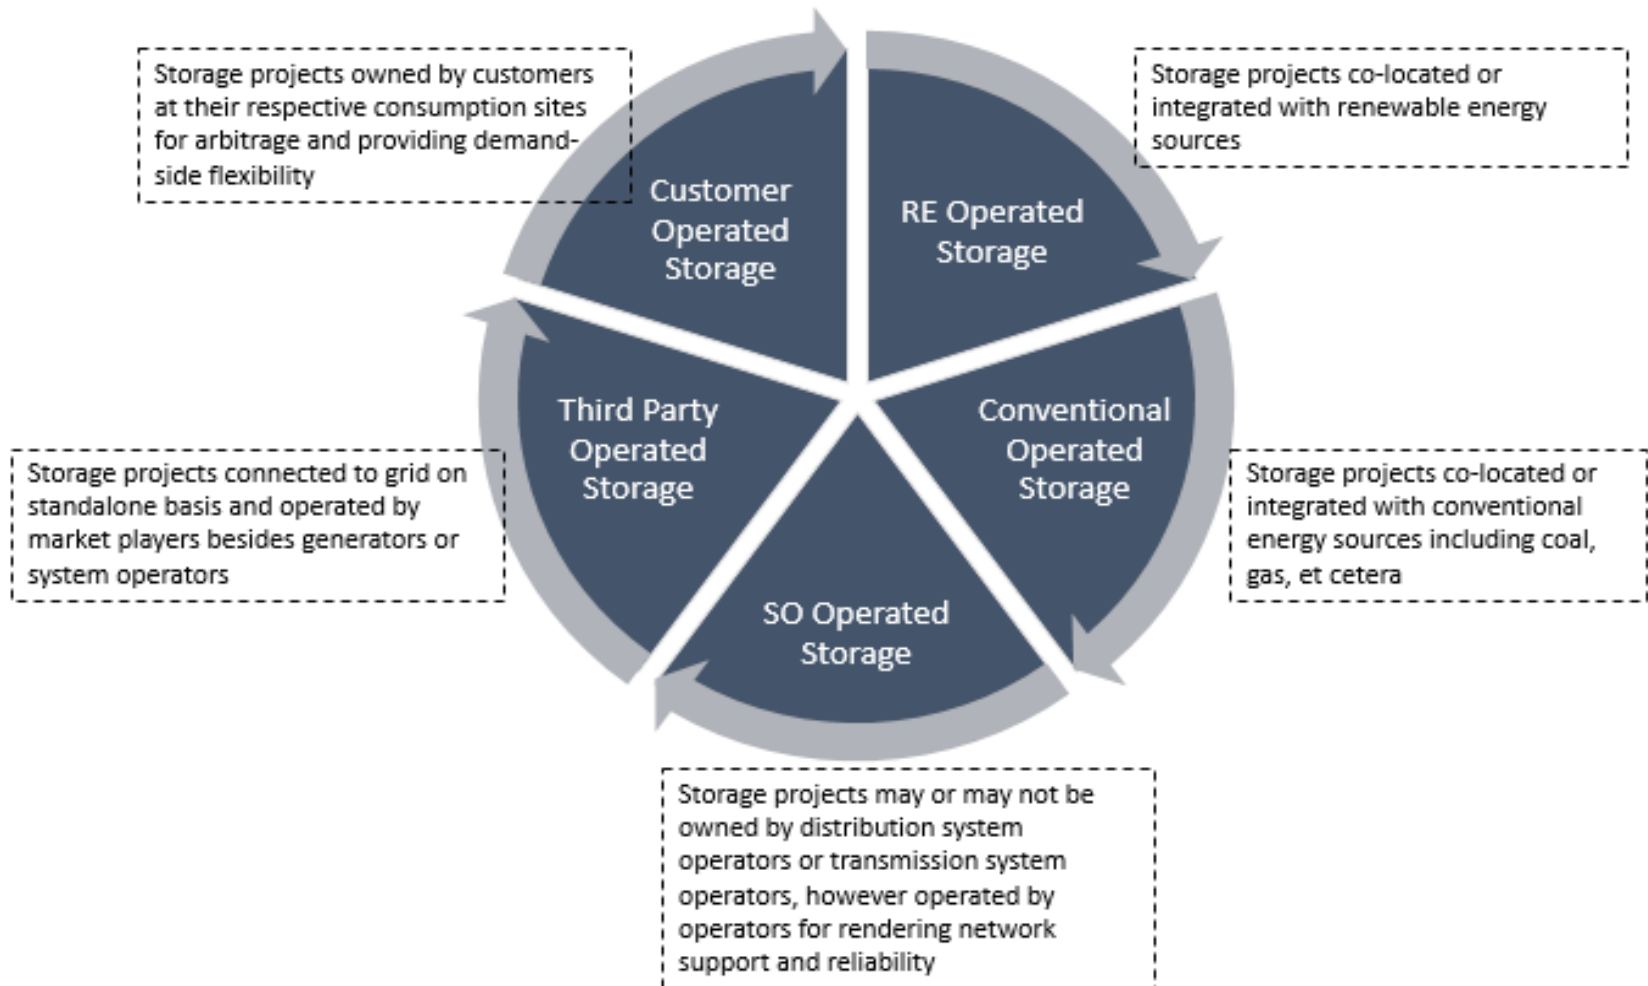 Storage projects owned by customers
at their respective consumption sites
for arbitrage and providing demand-
side flexibility
Storage projects co-located or
integrated with renewable energy
sources
Customer
Operated
Storage
RE Operated
Storage
Third Party
Operated
Storage
Conventional
Operated
Storage
Storage projects connected to grid on
standalone basis and operated by
market players besides generators or
system operators
Storage projects co-located or
integrated with conventional
energy sources including coal,
gas, et cetera
SO Operated
Storage
Storage projects may or may not be
owned by distribution system
operators or transmission system
operators, however operated by
operators for rendering network
support and reliability